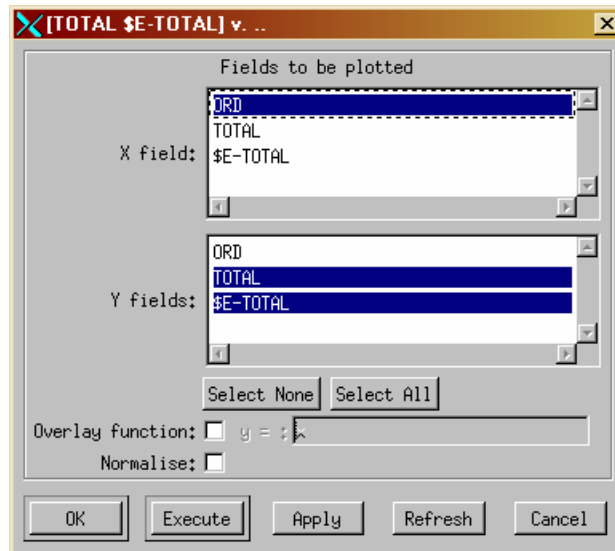 [TOTAL $E-TOTAL] v. ..
Fields to be plotted
X field:
ORD
TOTAL
$E-TOTAL
Y fields:
ORD
TOTAL
$E-TOTAL
Select None Select All
Overlay function: y = : x
Normalise:
OK Execute Apply Refresh Cancel